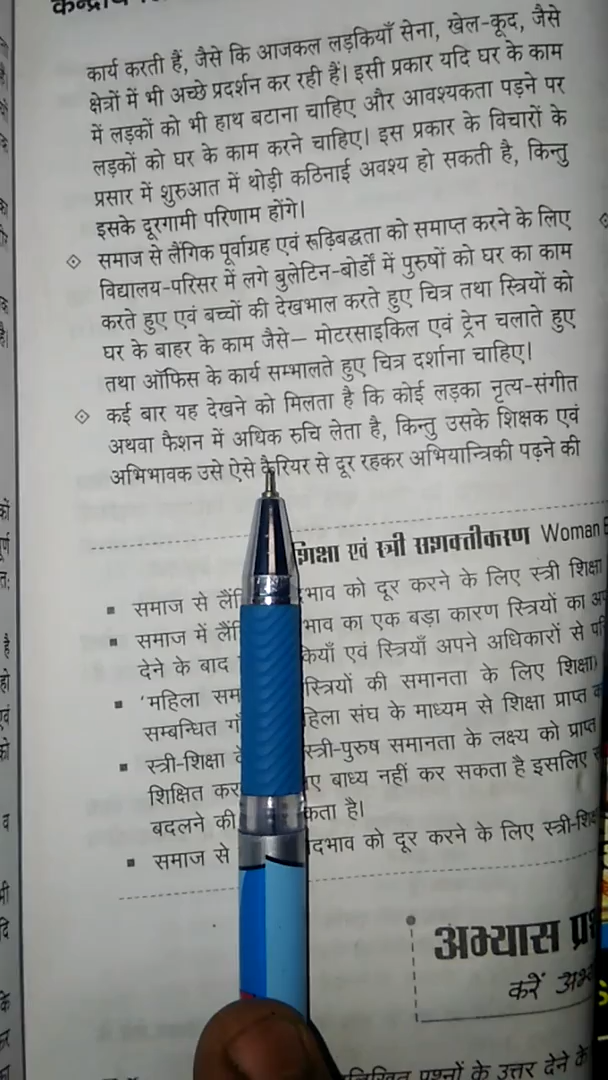 कार्य करती हैं, जैसे कि आजकल लड़कियाँ सेना, खेल-कूद, जैसे
क्षेत्रों में भी अच्छे प्रदर्शन कर रही हैं। इसी प्रकार यदि घर के काम
में लड़कों को भी हाथ बटाना चाहिए और आवश्यकता पड़ने पर
लड़कों को घर के काम करने चाहिए। इस प्रकार के विचारों के
प्रसार में शुरुआत में थोड़ी कठिनाई अवश्य हो सकती है, किन्तु
इसके दूरगामी परिणाम होंगे।
समाज से लैंगिक पूर्वाग्रह एवं रूढ़िबद्धता को समाप्त करने के लिए
विद्यालय-परिसर में लगे बुलेटिन-बोर्डों में पुरुषों को घर का काम
करते हुए एवं बच्चों की देखभाल करते हुए चित्र तथा स्त्रियों को
घर के बाहर के काम जैसे– मोटरसाइकिल एवं ट्रेन चलाते हुए
तथा ऑफिस के कार्य सम्भालते हुए चित्र दर्शाना चाहिए।
कई बार यह देखने को मिलता है कि कोई लड़का नृत्य-संगीत
अथवा फैशन में अधिक रुचि लेता है, किन्तु उसके शिक्षक एवं
अभिभावक उसे ऐसे कैरियर से दूर रहकर अभियान्त्रिकी पढ़ने की
शिक्षा एवं स्त्री सशक्तीकरण Woman
समाज से को दूर करने के लिए स्त्री शिक्षा
समाज में का एक बड़ा कारण स्त्रियों का
देने के बाद एवं स्त्रियाँ अपने अधिकारों से
'महिला स्त्रियों की समानता के लिए शिक्षा)
सम्बन्धित संघ के माध्यम से शिक्षा प्राप्त
स्त्री-शिक्षा स्त्री-पुरुष समानता के लक्ष्य को प्राप्त
शिक्षित बाध्य नहीं कर सकता है इसलिए
बदलने की है।
समाज से को दूर करने के लिए
अभ्यास
करें
प्रश्नों के उत्तर देने के